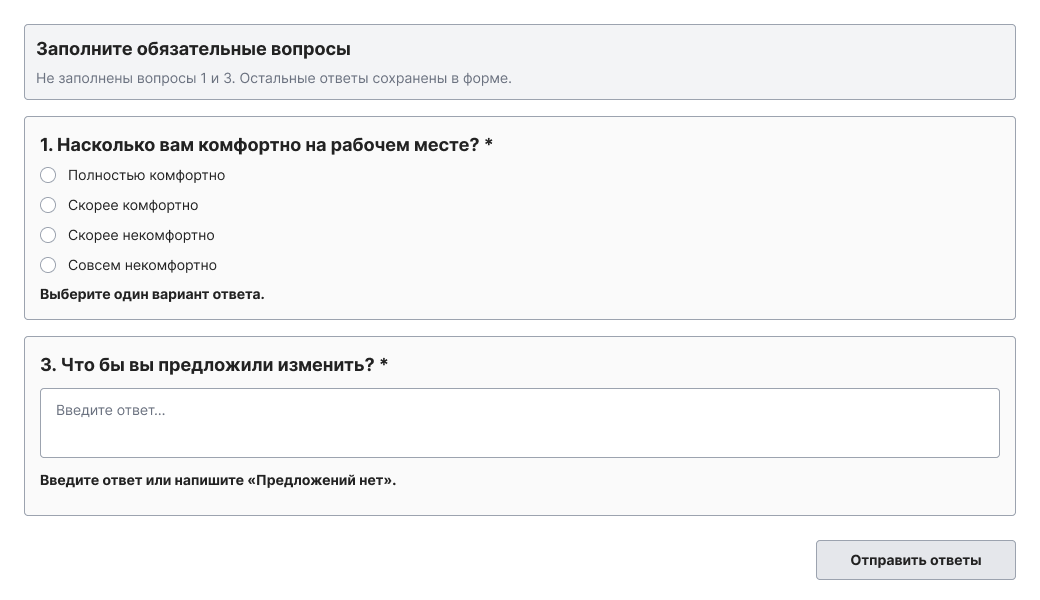 Заполните обязательные вопросы
Не заполнены вопросы 1 и 3. Остальные ответы сохранены в форме.
1. Насколько вам комфортно на рабочем месте? *
Полностью комфортно
Скорее комфортно
Скорее некомфортно
Совсем некомфортно
Выберите один вариант ответа.
3. Что бы вы предложили изменить? *
Введите ответ...
Введите ответ или напишите «Предложений нет».
Отправить ответы